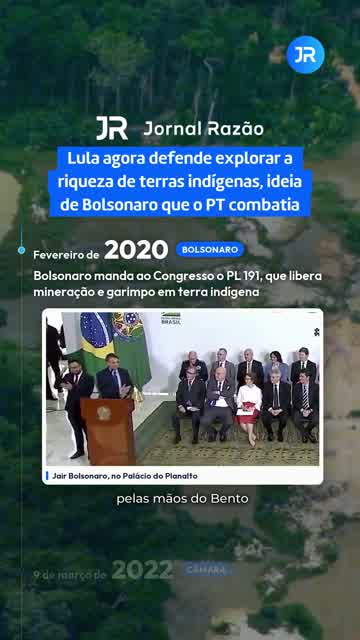 JR
JR Jornal Razão
Lula agora defende explorar a
riqueza de terras indígenas, ideia
de Bolsonaro que o PT combatia
Fevereiro de 2020 BOLSONARO
Bolsonaro manda ao Congresso o PL 191, que libera
mineração e garimpo em terra indígena
BRASIL
Jair Bolsonaro, no Palácio do Planalto
pelas mãos do Bento
9 de março de 2022 CÂMARA